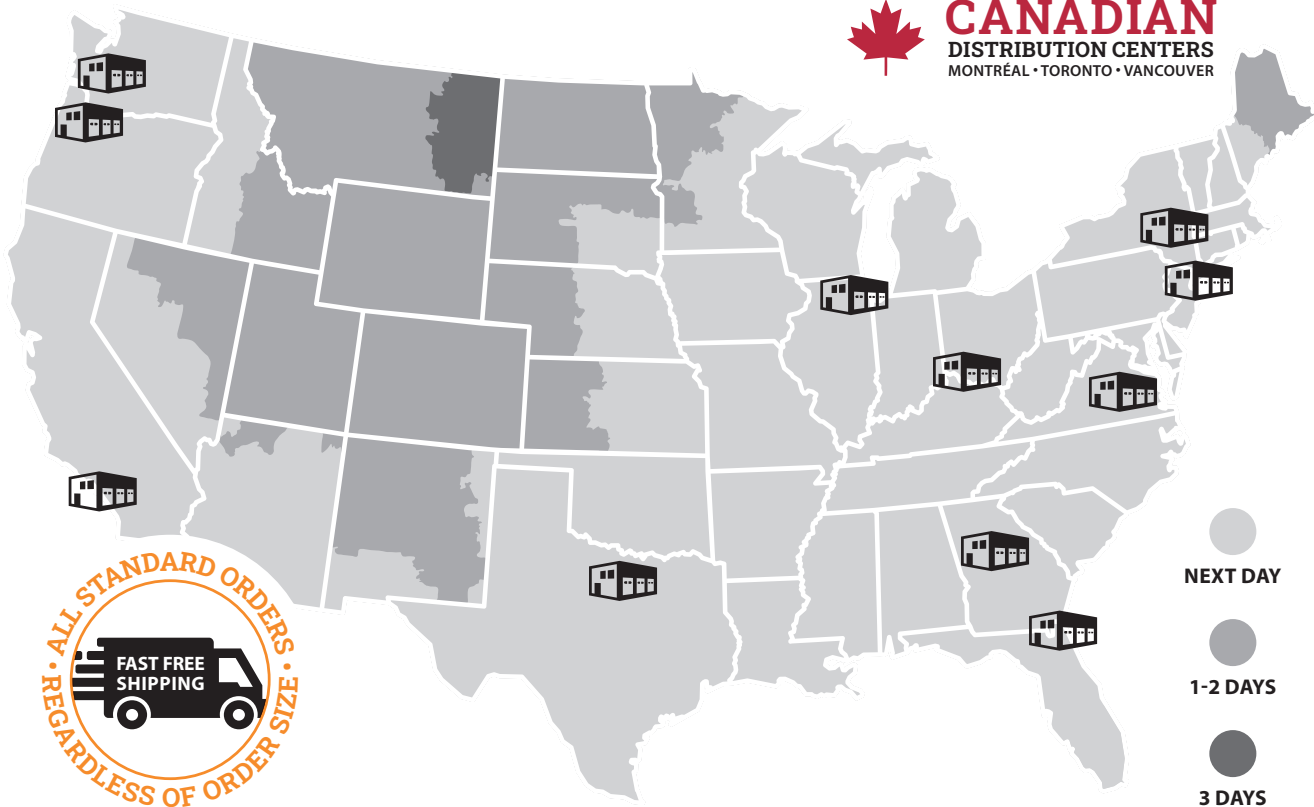 CANADIAN
DISTRIBUTION CENTERS
MONTRÉAL • TORONTO • VANCOUVER
NEXT DAY
1-2 DAYS
3 DAYS
• ALL STANDARD ORDERS •
FAST FREE
SHIPPING
REGARDLESS OF ORDER SIZE